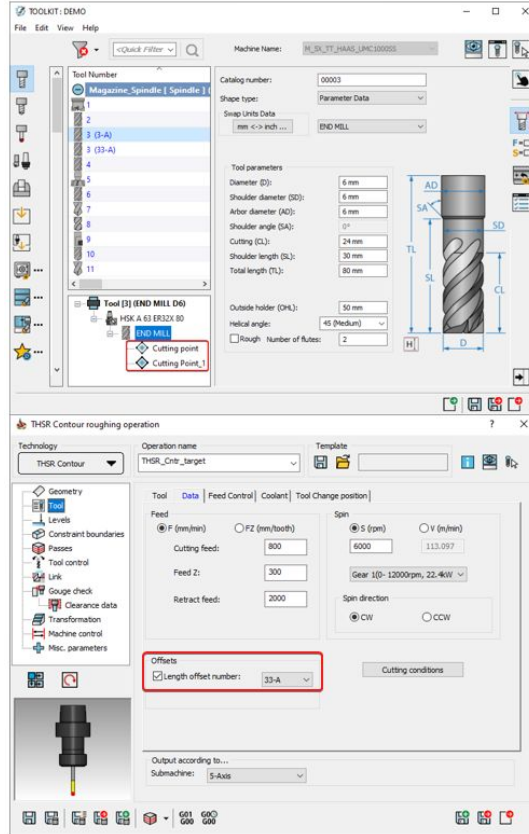 TOOLKIT: DEMO
File Edit View Help
<Quick Filter
Machine Name: M_5X_TT_HAAS_UMC1000SS
Tool Number
Magazine_Spindle [ Spindle ] (
1
2
3 (3-A)
3 (33-A)
4
5
6
7
8
9
10
11
Tool [3] (END MILL D6)
HSK A 63 ER32X 80
END MILL
Cutting point
Cutting Point_1
Catalog number: 00003
Shape type: Parameter Data
Swap Units Data
mm <-> inch ... END MILL
Tool parameters
Diameter (D): 6 mm
Shoulder diameter (SD): 6 mm
Arbor diameter (AD): 6 mm
Shoulder angle (SA): 0°
Cutting (CL): 24 mm
Shoulder length (SL): 30 mm
Total length (TL): 80 mm
Outside holder (OHL): 50 mm
Helical angle: 45 (Medium)
Rough Number of flutes: 2
AD
SA
SD
TL
SL
CL
H
D
THSR Contour roughing operation ?
Technology
THSR Contour
Operation name
THSR_Cntr_target
Template
Geometry
Tool
Levels
Constraint boundaries
Passes
Tool control
Link
Gouge check
Clearance data
Transformation
Machine control
Misc. parameters
Tool Data Feed Control Coolant Tool Change position
Feed
F (mm/min) FZ (mm/tooth)
Cutting feed: 800
Feed Z: 300
Retract feed: 2000
Spin
S (rpm) V (m/min)
6000 113.097
Gear 1(0- 12000rpm, 22.4kW
Spin direction
CW CCW
Offsets
Length offset number: 33-A
Cutting conditions
Output according to...
Submachine: 5-Axis
G01 G00
G00